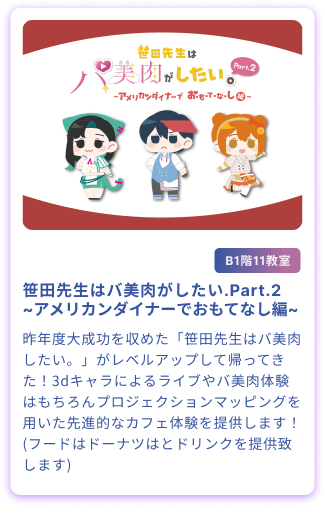 笹田先生は
バ美肉がしたい。Part.2
~アメリカンダイナーで おも・て・な・し編~
B1階11教室
笹田先生はバ美肉がしたい.Part.2
~アメリカンダイナーでおもてなし編~
昨年度大成功を収めた「笹田先生はバ美肉
したい。」がレベルアップして帰ってき
た！3dキャラによるライブやバ美肉体験
はもちろんプロジェクションマッピングを
用いた先進的なカフェ体験を提供します！
(フードはドーナツはとドリンクを提供致
します)